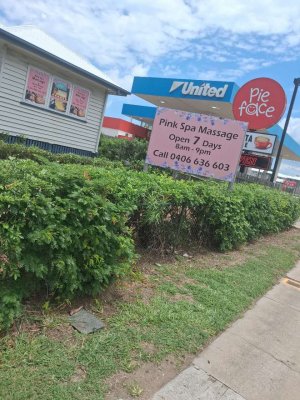 United
Pie
face
Pink Spa Massage
Open 7 Days
8am - 9pm
Call 0406 636 603